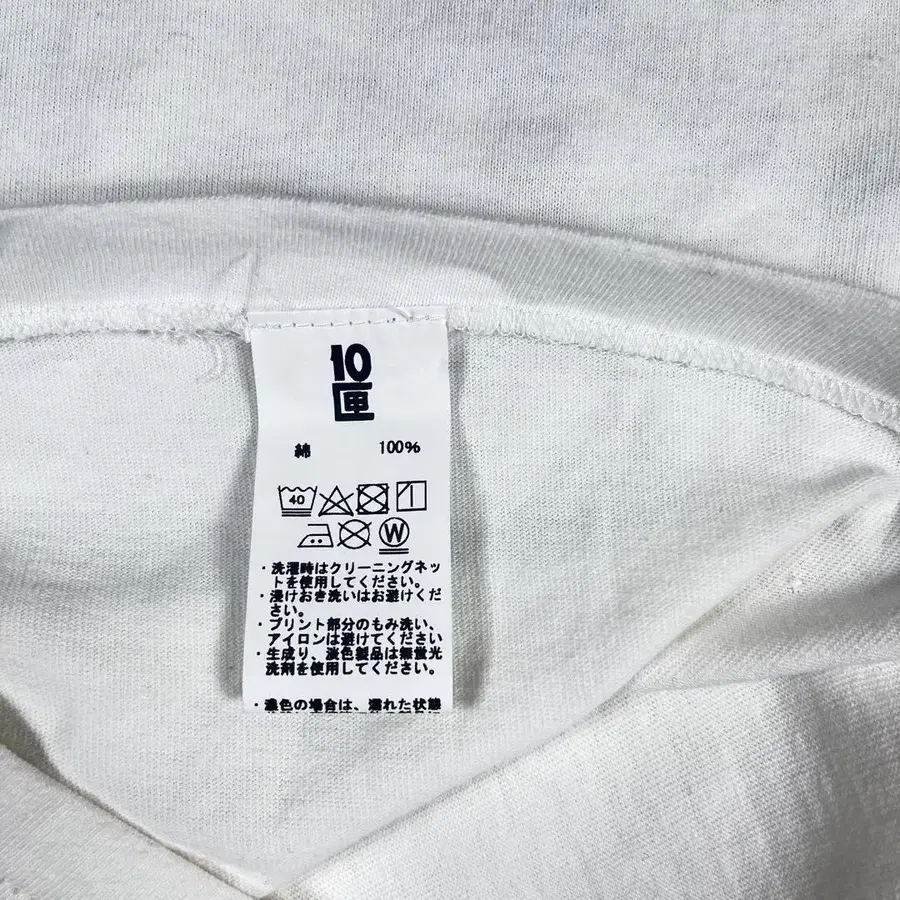 10
匣
綿 100%
40
W
・洗濯時はクリーニングネッ
トを使用してください。
・浸けおき洗いはお避けくだ
さい。
・プリント部分のもみ洗い、
アイロンは避けてください
・生成り、淡色製品は無蛍光
洗剤を使用してください。
・濃色の場合は、濡れた状態